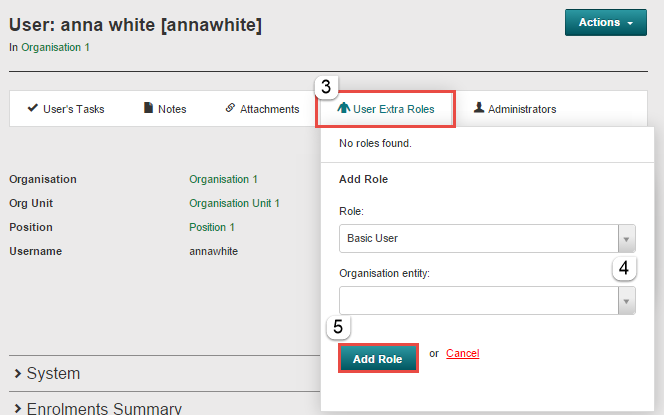 User: anna white [annawhite]
Actions
In Organisation 1
3
User's Tasks Notes Attachments User Extra Roles Administrators
No roles found.
Add Role
Organisation Organisation 1
Org Unit Organisation Unit 1
Position Position 1
Username annawhite
Role:
Basic User
4
Organisation entity:
5
Add Role or Cancel
System
Enrolments Summary